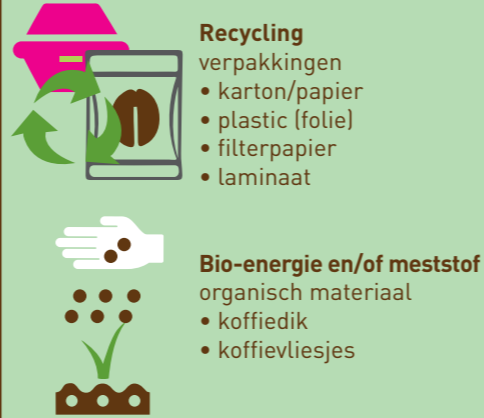 Recycling
verpakkingen
• karton/papier
• plastic (folie)
• filterpapier
• laminaat
Bio-energie en/of meststof
organisch materiaal
• koffiedik
• koffievliesjes